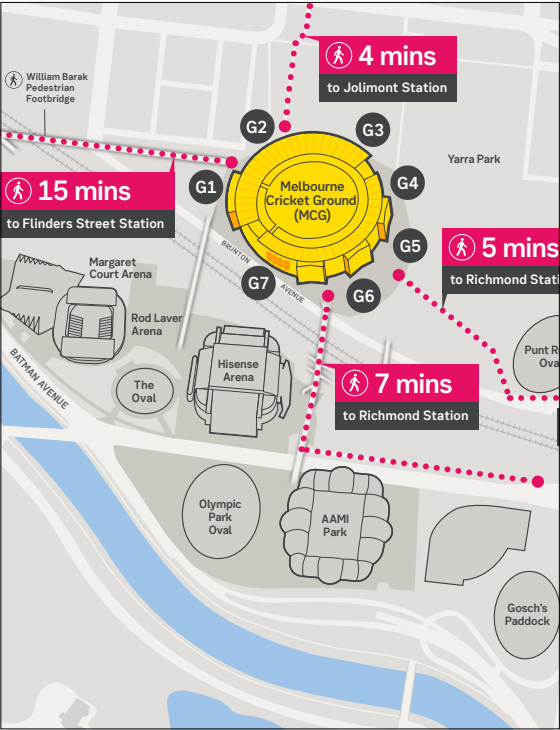 4 mins
to Jolimont Station
William Barak
Pedestrian
Footbridge
G2
G3
Yarra Park
15 mins
to Flinders Street Station
G1
Melbourne
Cricket Ground
(MCG)
G4
G5
5 mins
to Richmond Stati
BRUNTON
AVENUE
G7
G6
Margaret
Court Arena
Rod Laver
Arena
Punt R
Ova
BATMAN AVENUE
The
Oval
Hisense
Arena
7 mins
to Richmond Station
Olympic
Park
Oval
AAMI
Park
Gosch's
Paddock